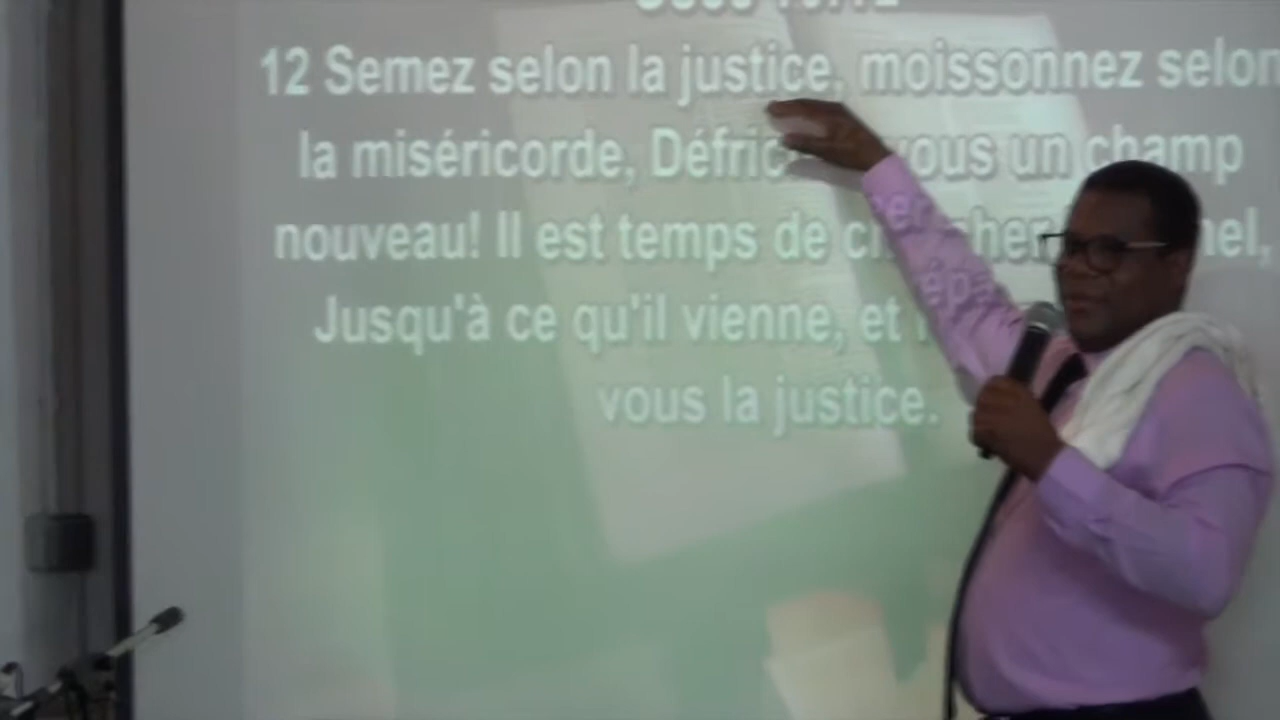 12 Semez selon la justice, moissonnez selon
la miséricorde, vous un champ
nouveau! Il est temps de
Jusqu'à ce qu'il vienne, et
vous la justice.